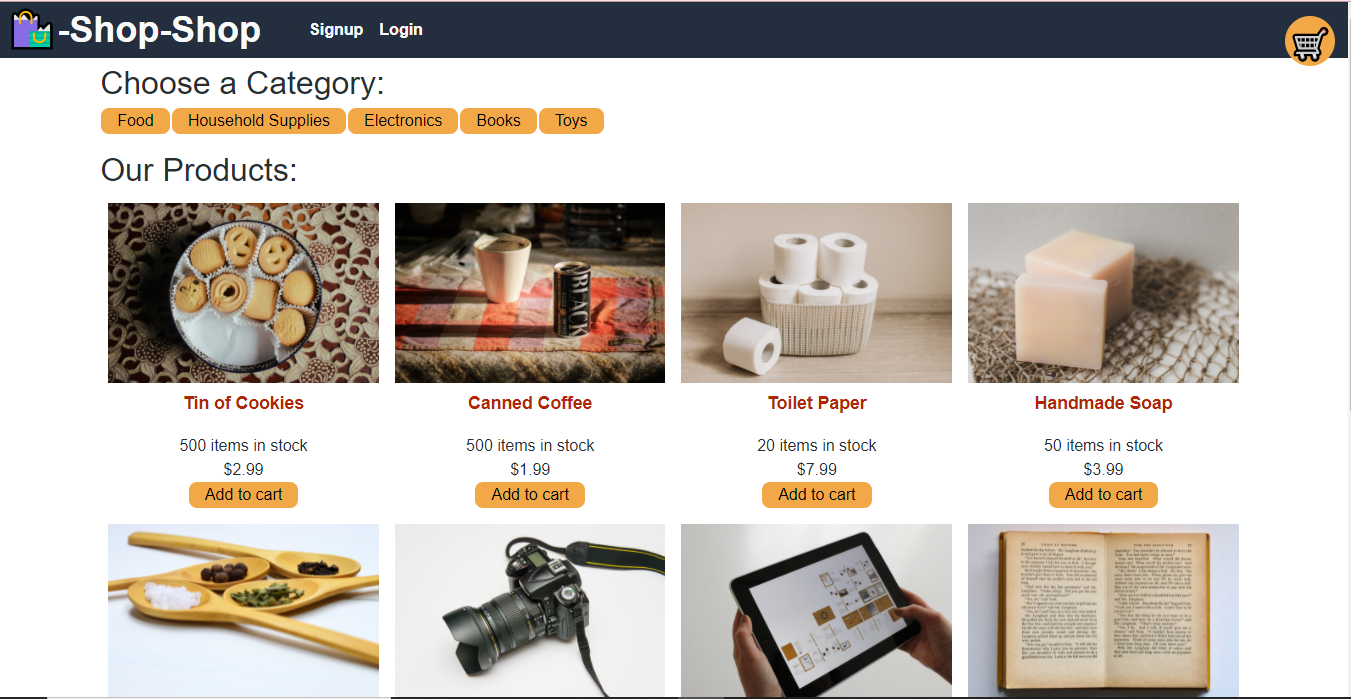 -Shop-Shop Signup Login
Choose a Category:
Food Household Supplies Electronics Books Toys
Our Products:
BLACK
Tin of Cookies Canned Coffee Toilet Paper Handmade Soap
500 items in stock 500 items in stock 20 items in stock 50 items in stock
$2.99 $1.99 $7.99 $3.99
Add to cart Add to cart Add to cart Add to cart